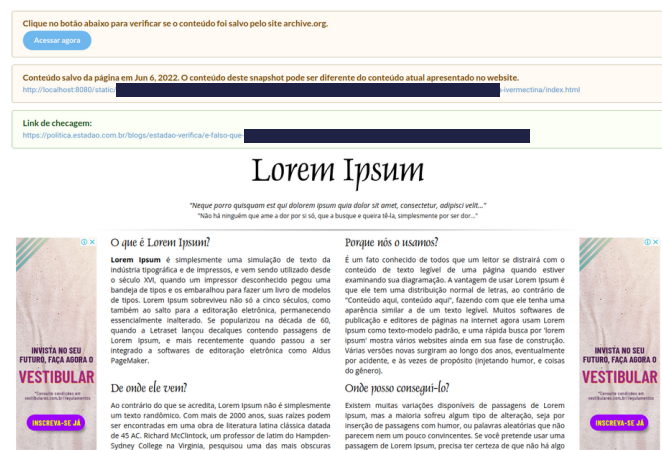 Clique no botão abaixo para verificar se o conteúdo foi salvo pelo site archive.org.
Acessar agora
Conteúdo salvo da página em Jun 6, 2022. O conteúdo deste snapshot pode ser diferente do conteúdo atual apresentado no website.
http://localhost:8080/static/
-ivermectina/index.html
Link de checagem:
https://politica.estadao.com.br/blogs/estadao-verifica/e-falso-que-
Lorem Ipsum
"Neque porro quisquam est qui dolorem ipsum quia dolor sit amet, consectetur, adipisci velit..."
"Não há ninguém que ame a dor por si só, que a busque e queira tê-la, simplesmente por ser dor..."
INVISTA NO SEU
FUTURO, FAÇA AGORA O
VESTIBULAR
*Consulte condições em
INSCREVA-SE JÁ
O que é Lorem Ipsum?
Lorem Ipsum é simplesmente uma simulação de texto da
indústria tipográfica e de impressos, e vem sendo utilizado desde
o século XVI, quando um impressor desconhecido pegou uma
bandeja de tipos e os embaralhou para fazer um livro de modelos
de tipos. Lorem Ipsum sobreviveu não só a cinco séculos, como
também ao salto para a editoração eletrônica, permanecendo
essencialmente inalterado. Se popularizou na década de 60,
quando a Letraset lançou decalques contendo passagens de
Lorem Ipsum, e mais recentemente quando passou a ser
integrado a softwares de editoração eletrônica como Aldus
PageMaker.
De onde ele vem?
Ao contrário do que se acredita, Lorem Ipsum não é simplesmente
um texto randômico. Com mais de 2000 anos, suas raízes podem
ser encontradas em uma obra de literatura latina clássica datada
de 45 AC. Richard McClintock, um professor de latim do Hampden-
Sydney College na Virginia, pesquisou uma das mais obscuras
Porque nós o usamos?
É um fato conhecido de todos que um leitor se distrairá com o
conteúdo de texto legível de uma página quando estiver
examinando sua diagramação. A vantagem de usar Lorem Ipsum é
que ele tem uma distribuição normal de letras, ao contrário de
"Conteúdo aqui, conteúdo aqui", fazendo com que ele tenha uma
aparência similar a de um texto legível. Muitos softwares de
publicação e editores de páginas na internet agora usam Lorem
Ipsum como texto-modelo padrão, e uma rápida busca por 'lorem
ipsum' mostra vários websites ainda em sua fase de construção.
Várias versões novas surgiram ao longo dos anos, eventualmente
por acidente, e às vezes de propósito (injetando humor, e coisas
do gênero).
Onde posso consegui-lo?
Existem muitas variações disponíveis de passagens de Lorem
Ipsum, mas a maioria sofreu algum tipo de alteração, seja por
inserção de passagens com humor, ou palavras aleatórias que não
parecem nem um pouco convincentes. Se você pretende usar uma
passagem de Lorem Ipsum, precisa ter certeza de que não há algo
INVISTA NO SEU
FUTURO, FAÇA AGORA O
VESTIBULAR
*Consulte condições em
INSCREVA-SE JÁ